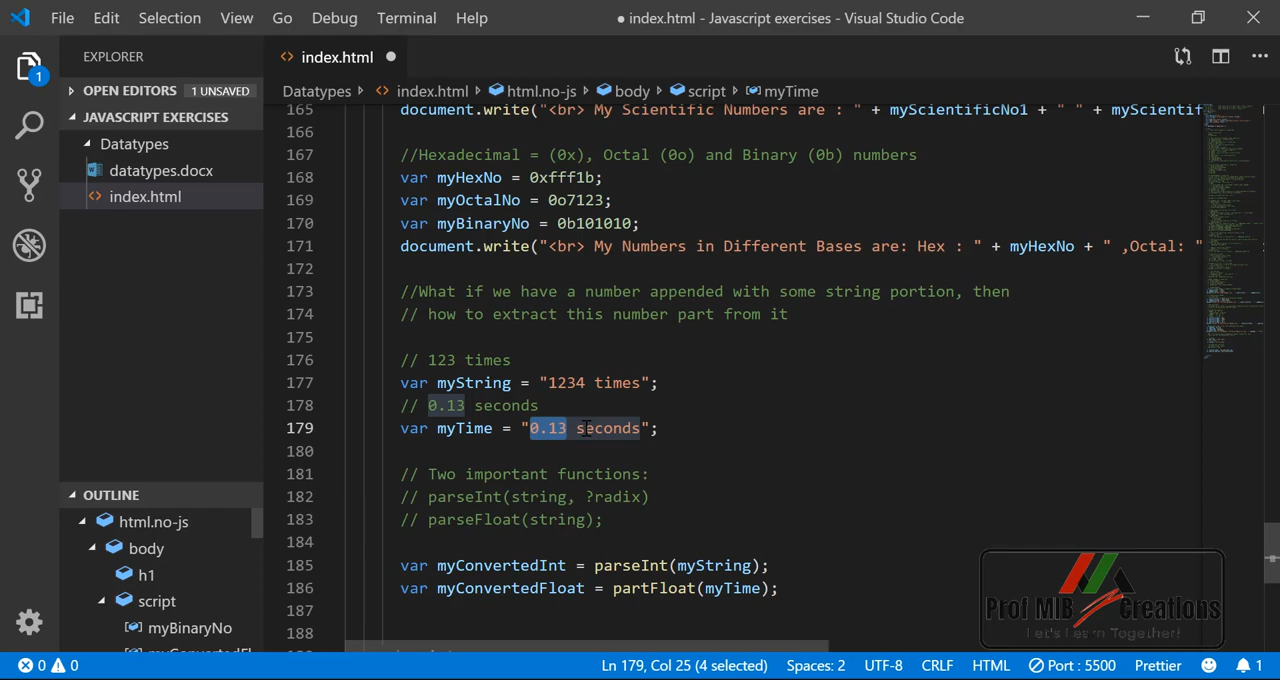 File Edit Selection View Go Debug Terminal Help
● index.html - Javascript exercises - Visual Studio Code
EXPLORER
OPEN EDITORS 1 UNSAVED
JAVASCRIPT EXERCISES
Datatypes
datatypes.docx
index.html
1
OUTLINE
html.no-js
body
h1
script
myBinaryNo
index.html ●
Datatypes index.html html.no-js body script myTime
165 document.write("<br> My Scientific Numbers are : " + myScientificNo1 + " " + myScientif
166
167 //Hexadecimal = (0x), Octal (0o) and Binary (0b) numbers
168 var myHexNo = 0xfff1b;
169 var myOctalNo = 0o7123;
170 var myBinaryNo = 0b101010;
171 document.write("<br> My Numbers in Different Bases are: Hex : " + myHexNo + " ,Octal: "
172
173 //What if we have a number appended with some string portion, then
174 // how to extract this number part from it
175
176 // 123 times
177 var myString = "1234 times";
178 // 0.13 seconds
179 var myTime = "0.13 seconds";
180
181 // Two important functions:
182 // parseInt(string, ?radix)
183 // parseFloat(string);
184
185 var myConvertedInt = parseInt(myString);
186 var myConvertedFloat = partFloat(myTime);
187
188
Prof MIB Creations
Let's Learn Together!
0 0 Ln 179, Col 25 (4 selected) Spaces: 2 UTF-8 CRLF HTML Port : 5500 Prettier 1